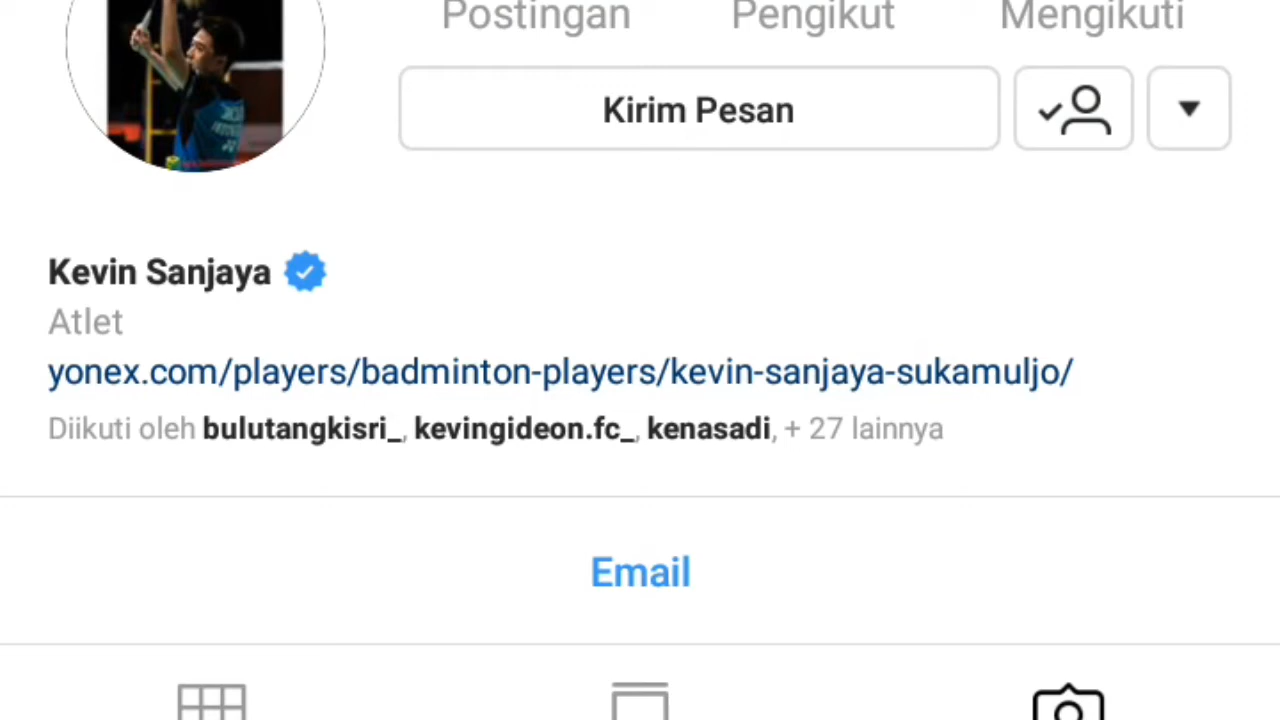 Postingan Pengikut Mengikuti
Kirim Pesan
Kevin Sanjaya
Atlet
yonex.com/players/badminton-players/kevin-sanjaya-sukamuljo/
Diikuti oleh bulutangkisri_, kevingideon.fc_, kenasadi, + 27 lainnya
Email